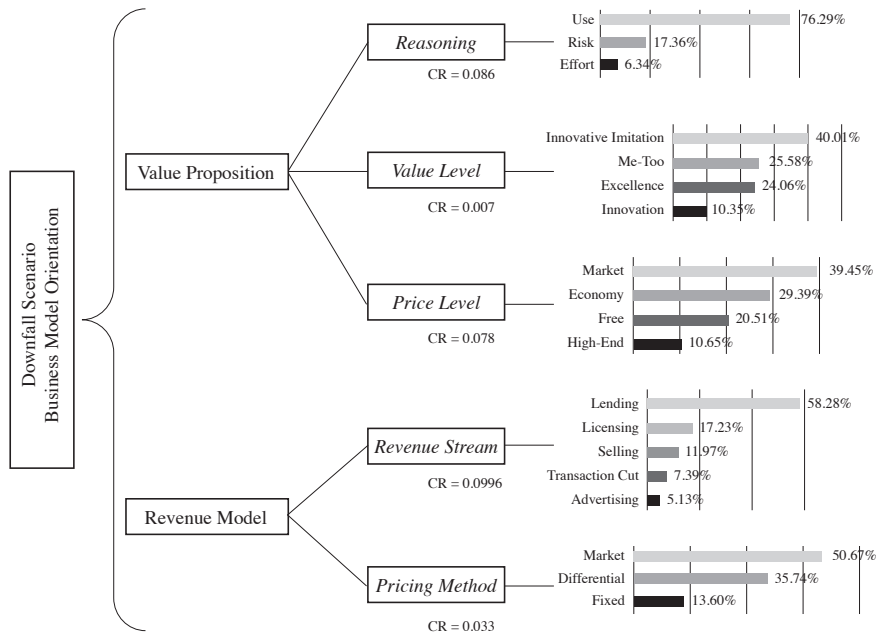 Downfall Scenario
Business Model Orientation
Value Proposition
Reasoning
CR = 0.086
Use 76.29%
Risk 17.36%
Effort 6.34%
Value Level
CR = 0.007
Innovative Imitation 40.01%
Me-Too 25.58%
Excellence 24.06%
Innovation 10.35%
Price Level
CR = 0.078
Market 39.45%
Economy 29.39%
Free 20.51%
High-End 10.65%
Revenue Model
Revenue Stream
CR = 0.0996
Lending 58.28%
Licensing 17.23%
Selling 11.97%
Transaction Cut 7.39%
Advertising 5.13%
Pricing Method
CR = 0.033
Market 50.67%
Differential 35.74%
Fixed 13.60%